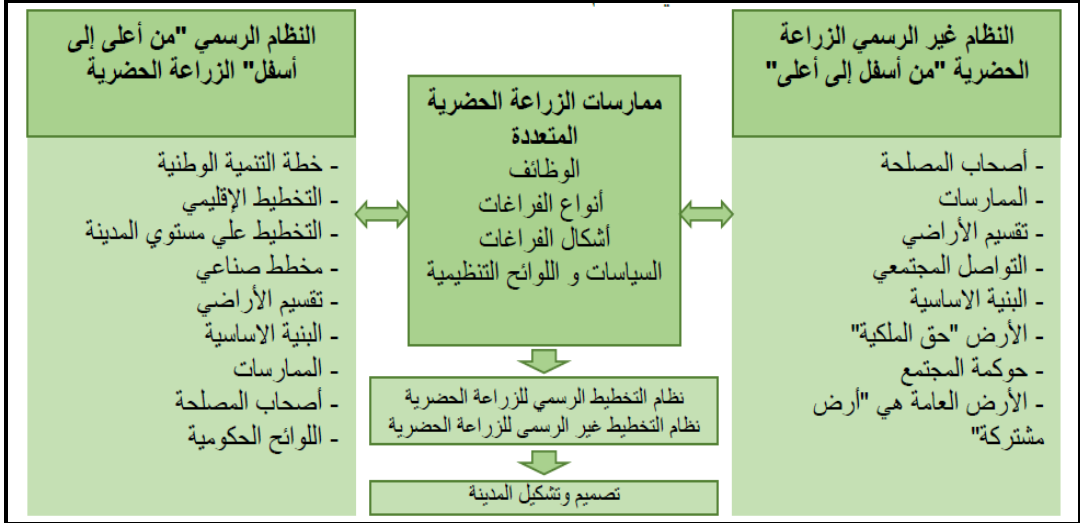 النظام غير الرسمي الزراعة
الحضرية "من أسفل إلى أعلى"
- أصحاب المصلحة
- الممارسات
- تقسيم الأراضي
- التواصل المجتمعي
- البنية الاساسية
- الأرض "حق الملكية"
- حوكمة المجتمع
- الأرض العامة هي "أرض
مشتركة"
ممارسات الزراعة الحضرية
المتعددة
الوظائف
أنواع الفراغات
أشكال الفراغات
السياسات و اللوائح التنظيمية
نظام التخطيط الرسمي للزراعة الحضرية
نظام التخطيط غير الرسمى للزراعة الحضرية
تصميم وتشكيل المدينة
النظام الرسمي "من أعلى إلى
أسفل" الزراعة الحضرية
- خطة التنمية الوطنية
- التخطيط الإقليمي
- التخطيط علي مستوي المدينة
- مخطط صناعي
- تقسيم الأراضي
- البنية الاساسية
- الممارسات
- أصحاب المصلحة
- اللوائح الحكومية